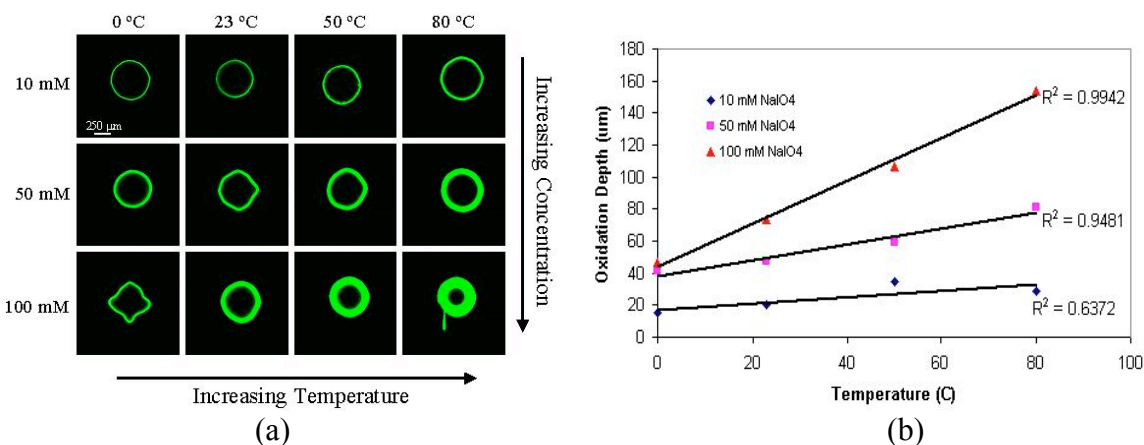 0 °C 23 °C 50 °C 80 °C
10 mM
250 µm
50 mM
100 mM
Increasing Concentration
Increasing Temperature
(a)
180
160
140
120
100
80
60
40
20
0
Oxidation Depth (um)
10 mM NaIO4
50 mM NaIO4
100 mM NaIO4
R² = 0.9942
R² = 0.9481
R² = 0.6372
0 20 40 60 80 100
Temperature (C)
(b)